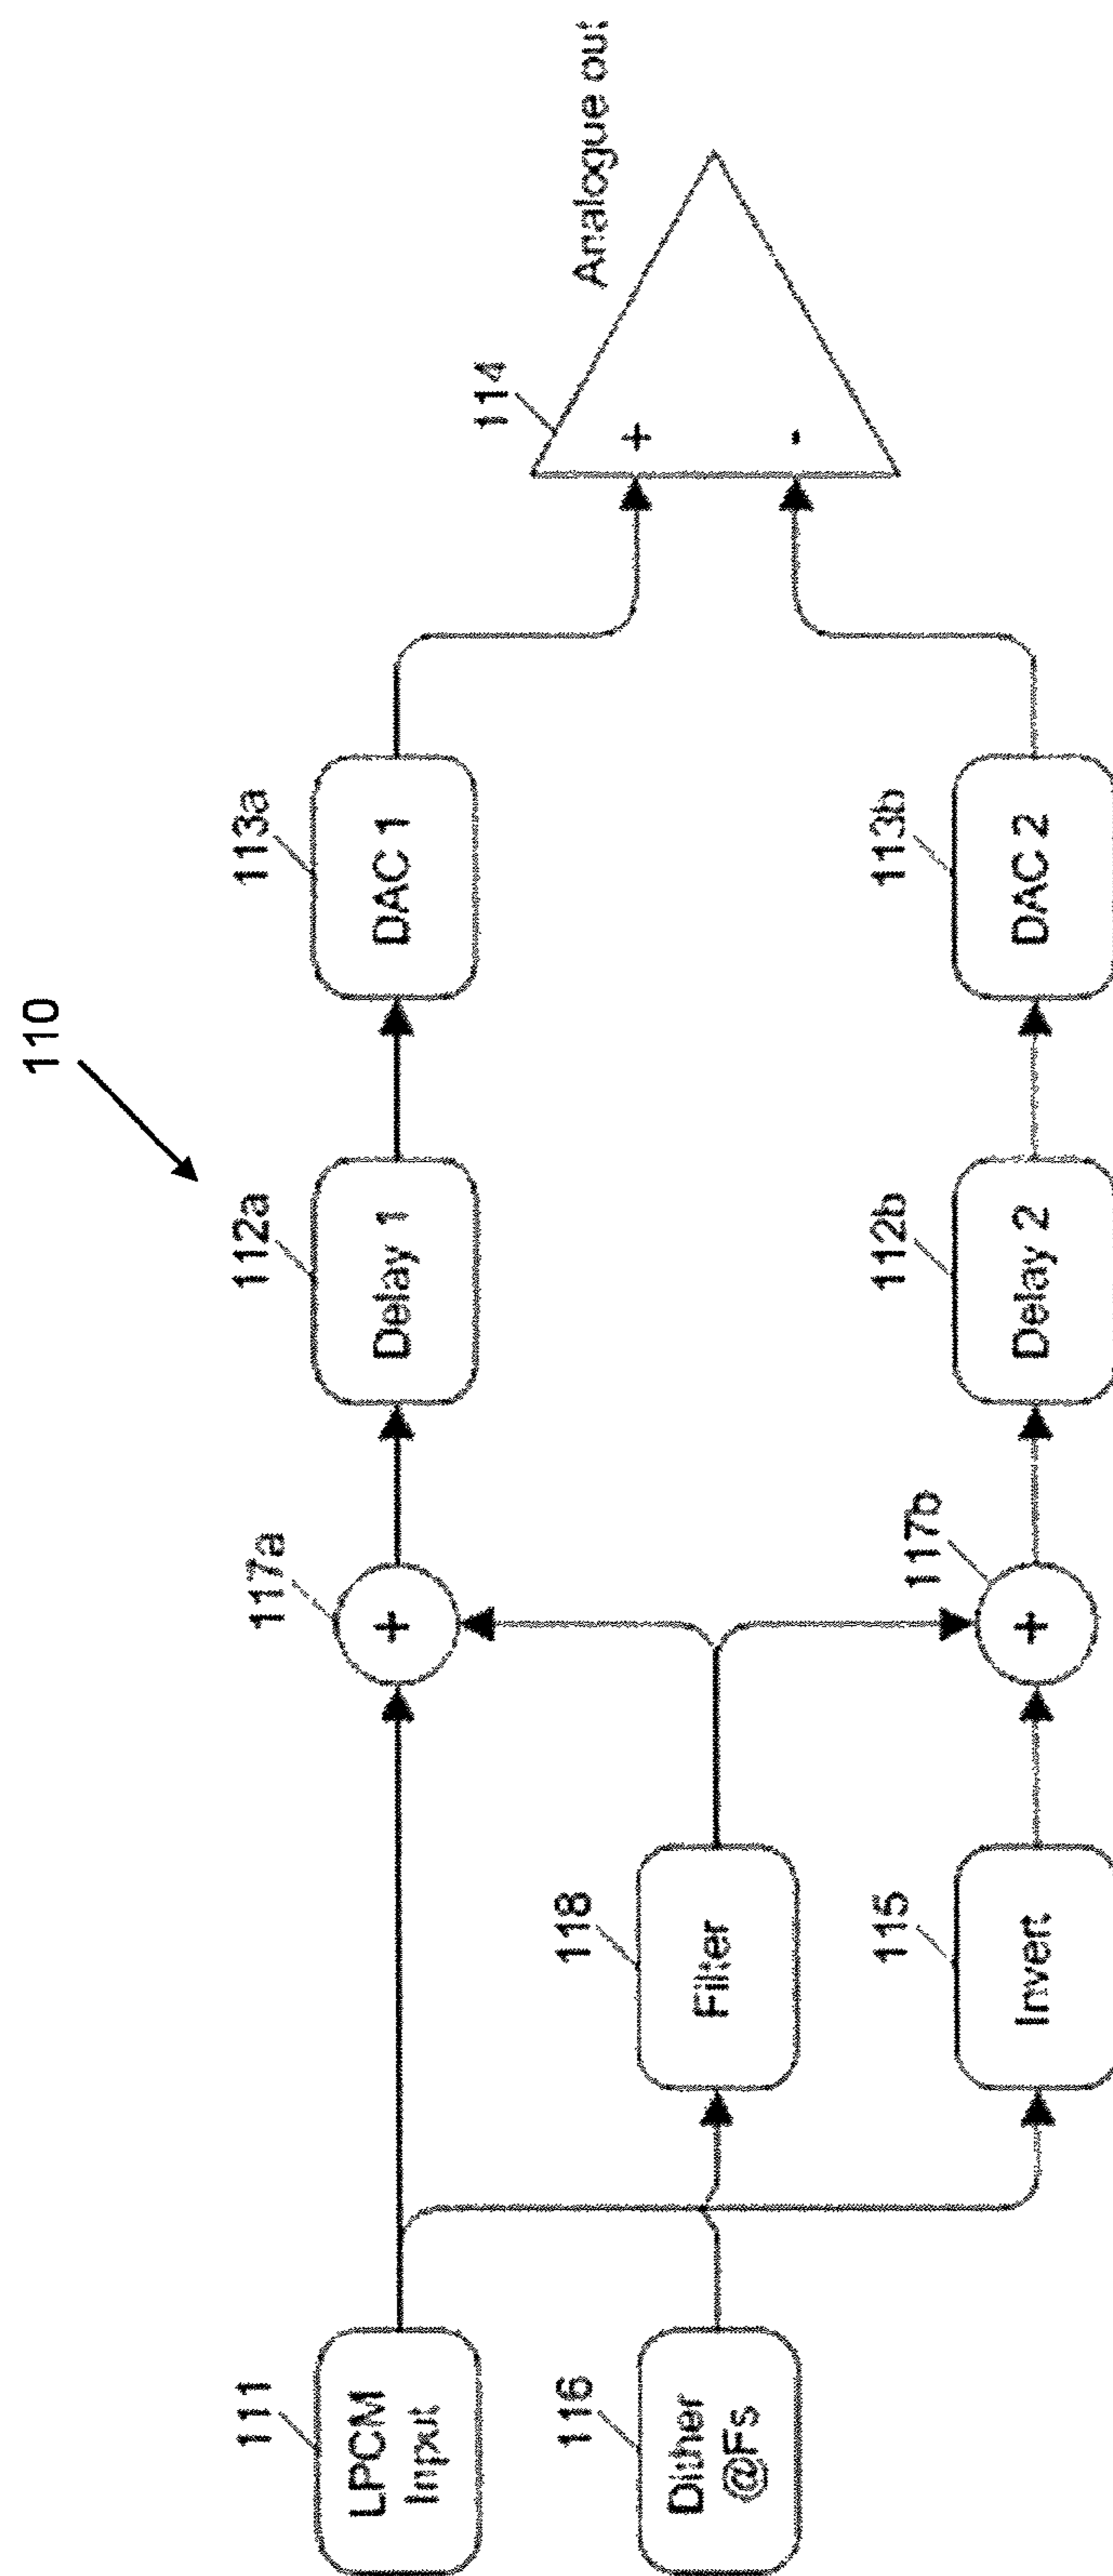 110
111
LPCM
Input
117a
+
112a
Delay 1
113a
DAC 1
116
Dither
@Fs
118
Filter
114
+
-
Analogue out
115
Invert
117b
+
112b
Delay 2
113b
DAC 2